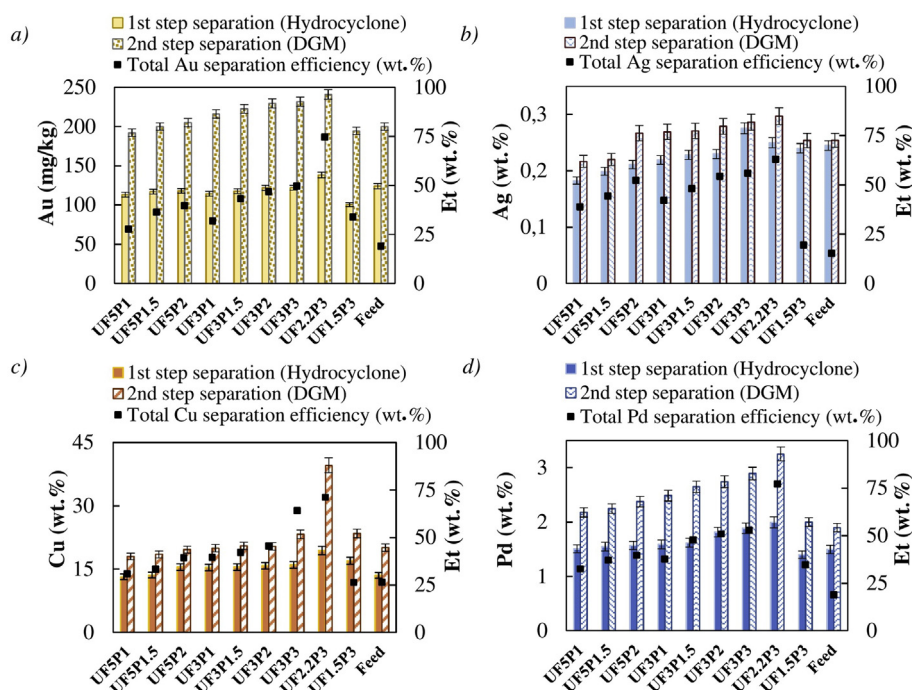 a)
1st step separation (Hydrocyclone)
2nd step separation (DGM)
Total Au separation efficiency (wt.%)
Au (mg/kg)
250
200
150
100
50
0
Et (wt.%)
100
75
50
25
0
UF5P1
UF5P1.5
UF5P2
UF3P1
UF3P1.5
UF3P2
UF3P3
UF2.2P3
UF1.5P3
Feed
b)
1st step separation (Hydrocyclone)
2nd step separation (DGM)
Total Ag separation efficiency (wt.%)
Ag (wt.%)
0,3
0,2
0,1
0
Et (wt.%)
100
75
50
25
0
UF5P1
UF5P1.5
UF5P2
UF3P1
UF3P1.5
UF3P2
UF3P3
UF2.2P3
UF1.5P3
Feed
c)
1st step separation (Hydrocyclone)
2nd step separation (DGM)
Total Cu separation efficiency (wt.%)
Cu (wt.%)
45
30
15
0
Et (wt.%)
100
75
50
25
0
UF5P1
UF5P1.5
UF5P2
UF3P1
UF3P1.5
UF3P2
UF3P3
UF2.2P3
UF1.5P3
Feed
d)
1st step separation (Hydrocyclone)
2nd step separation (DGM)
Total Pd separation efficiency (wt.%)
Pd (wt.%)
3
2
1
0
Et (wt.%)
100
75
50
25
0
UF5P1
UF5P1.5
UF5P2
UF3P1
UF3P1.5
UF3P2
UF3P3
UF2.2P3
UF1.5P3
Feed